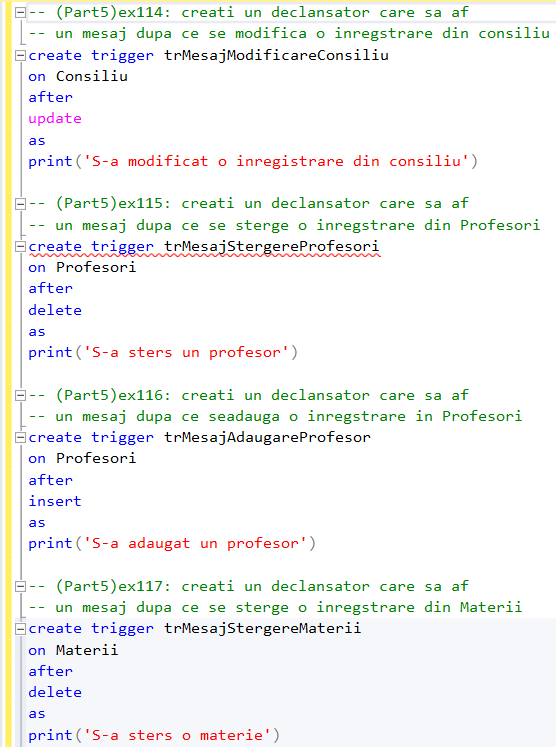 -- (Part5)ex114: creati un declansator care sa af
-- un mesaj dupa ce se modifica o inregstrare din consiliu
create trigger trMesajModificareConsiliu
on Consiliu
after
update
as
print('S-a modificat o inregistrare din consiliu')
-- (Part5)ex115: creati un declansator care sa af
-- un mesaj dupa ce se sterge o inregstrare din Profesori
create trigger trMesajStergereProfesori
on Profesori
after
delete
as
print('S-a sters un profesor')
-- (Part5)ex116: creati un declansator care sa af
-- un mesaj dupa ce seadauga o inregstrare in Profesori
create trigger trMesajAdaugareProfesor
on Profesori
after
insert
as
print('S-a adaugat un profesor')
-- (Part5)ex117: creati un declansator care sa af
-- un mesaj dupa ce se sterge o inregstrare din Materii
create trigger trMesajStergereMaterii
on Materii
after
delete
as
print('S-a sters o materie')